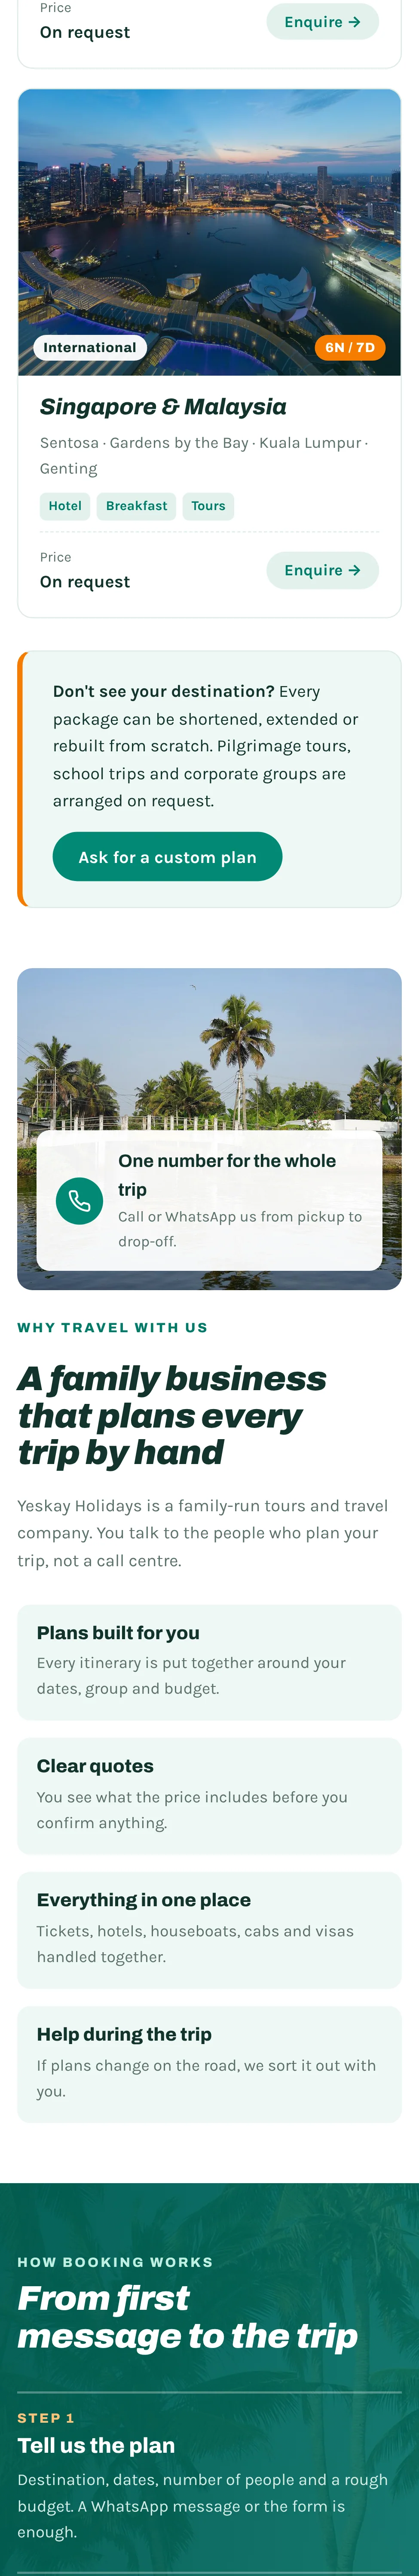 Price
On request
Enquire →
International
6N / 7D
Singapore & Malaysia
Sentosa · Gardens by the Bay · Kuala Lumpur ·
Genting
Hotel
Breakfast
Tours
Price
On request
Enquire →
Don't see your destination? Every
package can be shortened, extended or
rebuilt from scratch. Pilgrimage tours,
school trips and corporate groups are
arranged on request.
Ask for a custom plan
One number for the whole
trip
Call or WhatsApp us from pickup to
drop-off.
WHY TRAVEL WITH US
A family business
that plans every
trip by hand
Yeskay Holidays is a family-run tours and travel
company. You talk to the people who plan your
trip, not a call centre.
Plans built for you
Every itinerary is put together around your
dates, group and budget.
Clear quotes
You see what the price includes before you
confirm anything.
Everything in one place
Tickets, hotels, houseboats, cabs and visas
handled together.
Help during the trip
If plans change on the road, we sort it out with
you.
HOW BOOKING WORKS
From first
message to the trip
STEP 1
Tell us the plan
Destination, dates, number of people and a rough
budget. A WhatsApp message or the form is
enough.